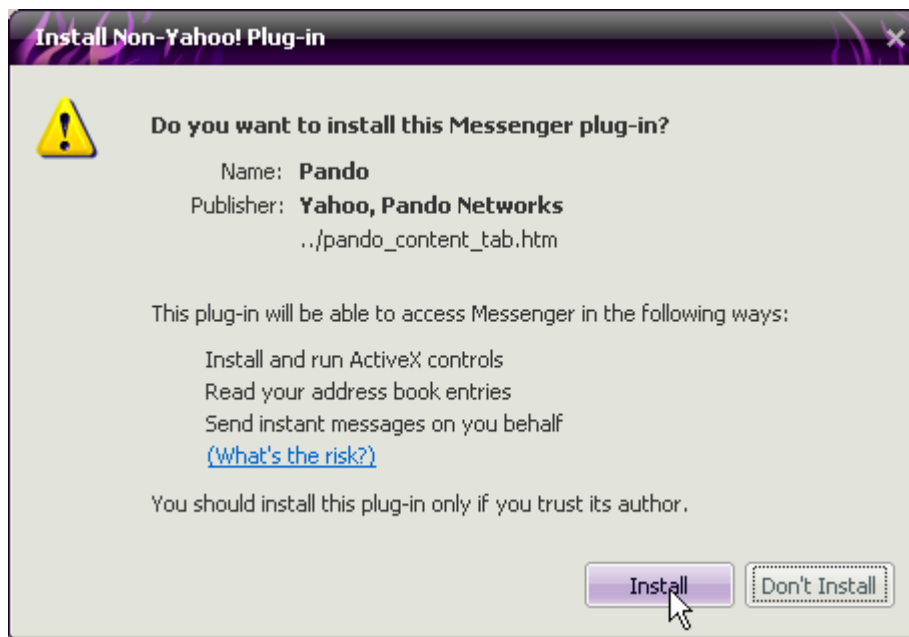 Install Non-Yahoo! Plug-in
Do you want to install this Messenger plug-in?
Name: Pando
Publisher: Yahoo, Pando Networks
../pando_content_tab.htm
This plug-in will be able to access Messenger in the following ways:
Install and run ActiveX controls
Read your address book entries
Send instant messages on you behalf
(What's the risk?)
You should install this plug-in only if you trust its author.
Install Don't Install